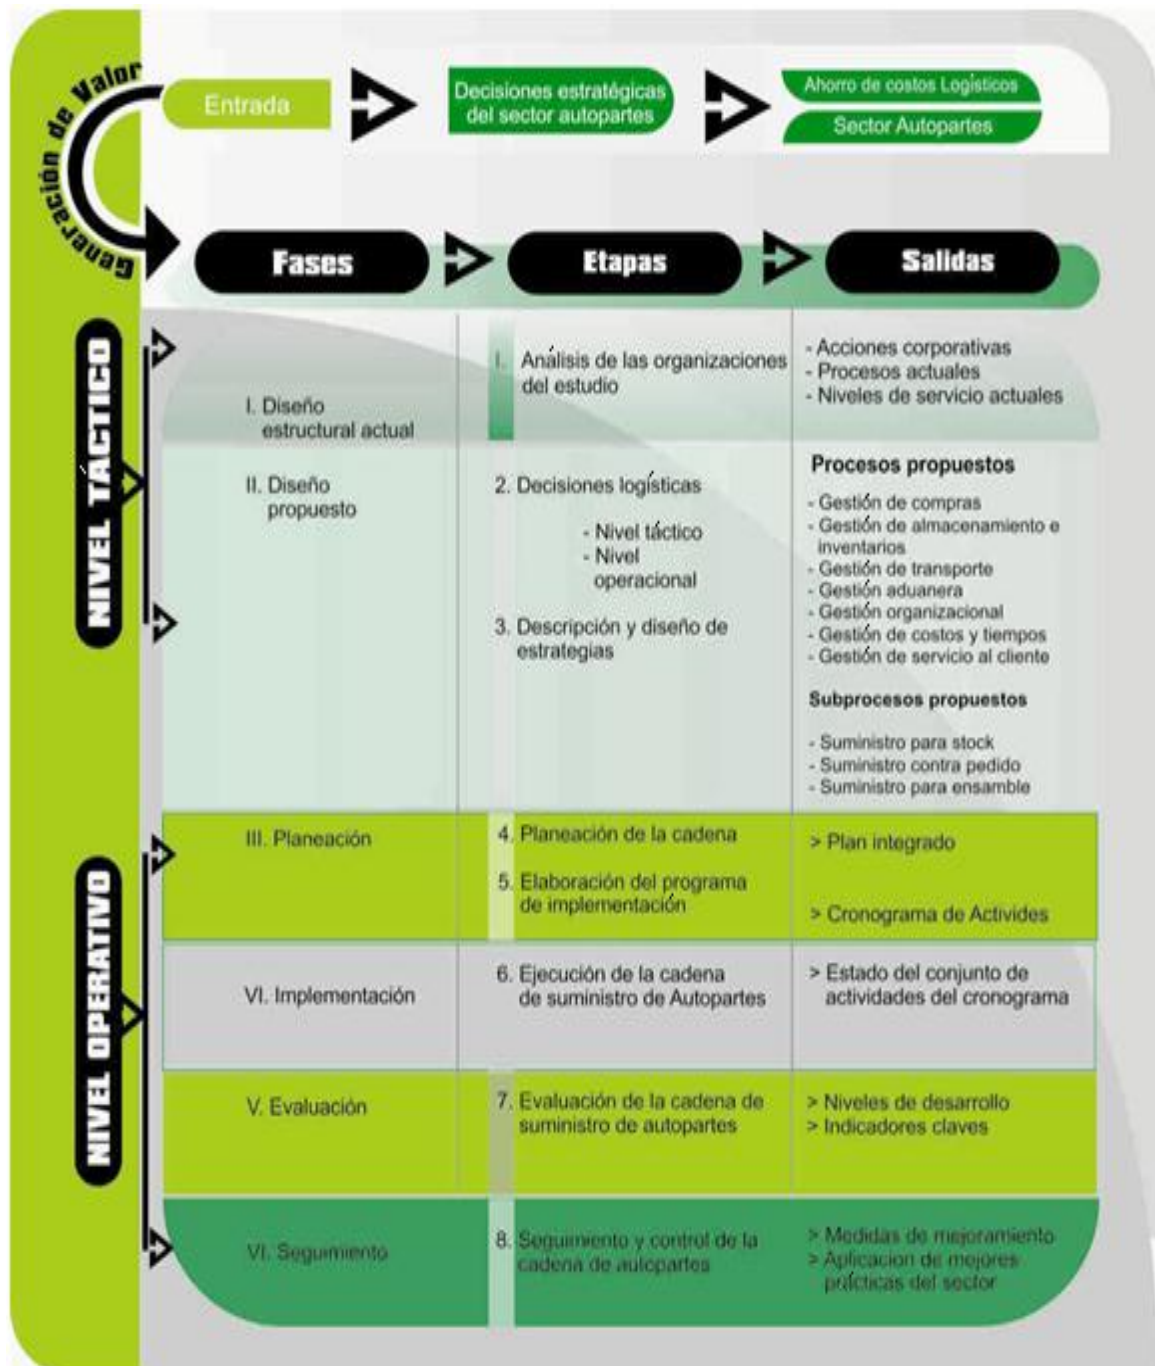 Generación de Valor
Entrada
Decisiones estratégicas
del sector autopartes
Ahorro de costos Logísticos
Sector Autopartes
Fases
Etapas
Salidas
NIVEL TÁCTICO
I. Diseño
estructural actual
I. Análisis de las organizaciones
del estudio
- Acciones corporativas
- Procesos actuales
- Niveles de servicio actuales
II. Diseño
propuesto
2. Decisiones logísticas
- Nivel táctico
- Nivel
operacional
3. Descripción y diseño de
estrategias
Procesos propuestos
- Gestión de compras
- Gestión de almacenamiento e
inventarios
- Gestión de transporte
- Gestión aduanera
- Gestión organizacional
- Gestión de costos y tiempos
- Gestión de servicio al cliente
Subprocesos propuestos
- Suministro para stock
- Suministro contra pedido
- Suministro para ensamble
NIVEL OPERATIVO
III. Planeación
4. Planeación de la cadena
5. Elaboración del programa
de implementación
> Plan integrado
> Cronograma de Activides
VI. Implementación
6. Ejecución de la cadena
de suministro de Autopartes
> Estado del conjunto de
actividades del cronograma
V. Evaluación
7. Evaluación de la cadena de
suministro de autopartes
> Niveles de desarrollo
> Indicadores claves
VI. Seguimiento
8. Seguimiento y control de la
cadena de autopartes
> Medidas de mejoramiento
> Aplicacion de mejores
prácticas del sector